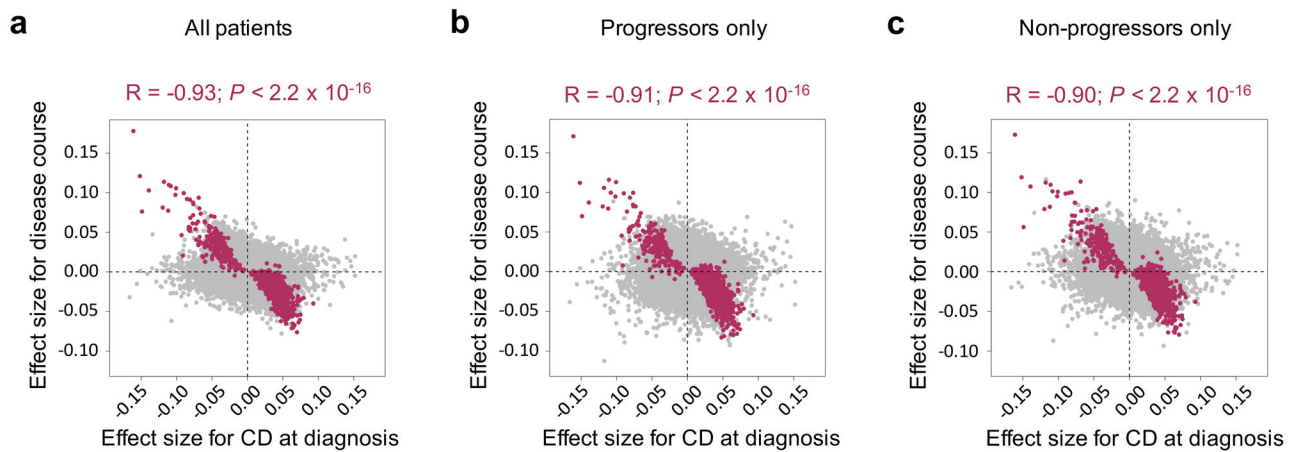 a
All patients
R = -0.93; P < 2.2 x 10-16
Effect size for disease course
0.15
0.10
0.05
0.00
-0.05
-0.10
-0.15
-0.10
-0.05
0.00
0.05
0.10
0.15
Effect size for CD at diagnosis
b
Progressors only
R = -0.91; P < 2.2 x 10-16
Effect size for disease course
0.15
0.10
0.05
0.00
-0.05
-0.10
-0.15
-0.10
-0.05
0.00
0.05
0.10
0.15
Effect size for CD at diagnosis
c
Non-progressors only
R = -0.90; P < 2.2 x 10-16
Effect size for disease course
0.15
0.10
0.05
0.00
-0.05
-0.10
-0.15
-0.10
-0.05
0.00
0.05
0.10
0.15
Effect size for CD at diagnosis